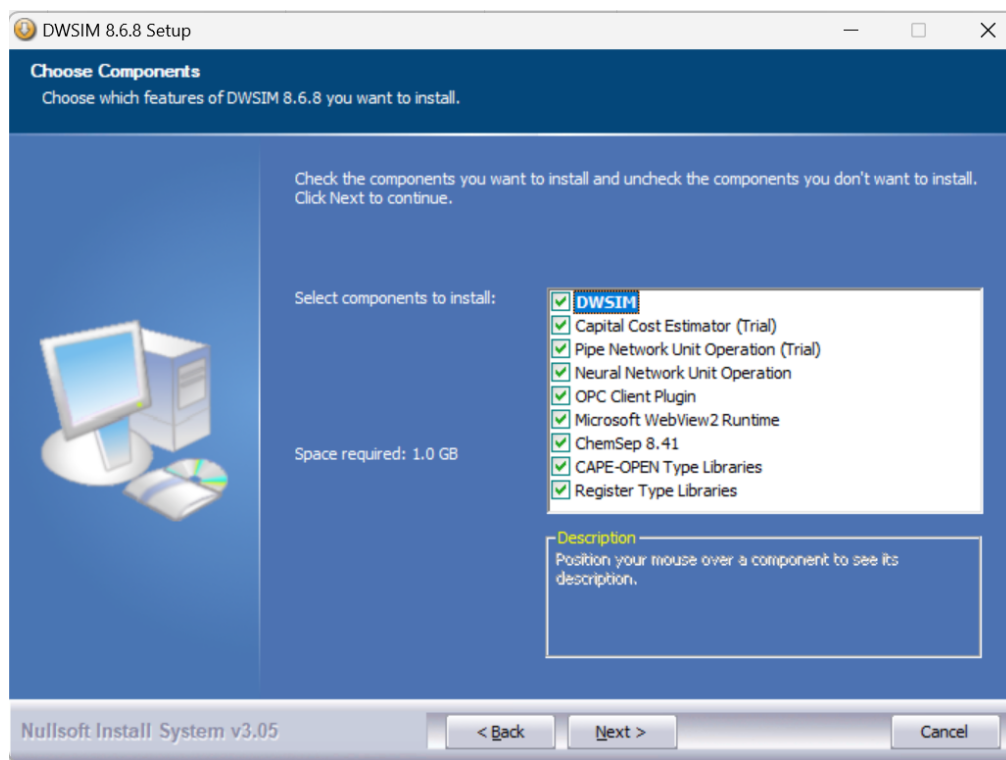 DWSIM 8.6.8 Setup
Choose Components
Choose which features of DWSIM 8.6.8 you want to install.
Check the components you want to install and uncheck the components you don't want to install.
Click Next to continue.
Select components to install:
DWSIM
Capital Cost Estimator (Trial)
Pipe Network Unit Operation (Trial)
Neural Network Unit Operation
OPC Client Plugin
Microsoft WebView2 Runtime
ChemSep 8.41
CAPE-OPEN Type Libraries
Register Type Libraries
Space required: 1.0 GB
Description
Position your mouse over a component to see its
description.
Nullsoft Install System v3.05
< Back
Next >
Cancel